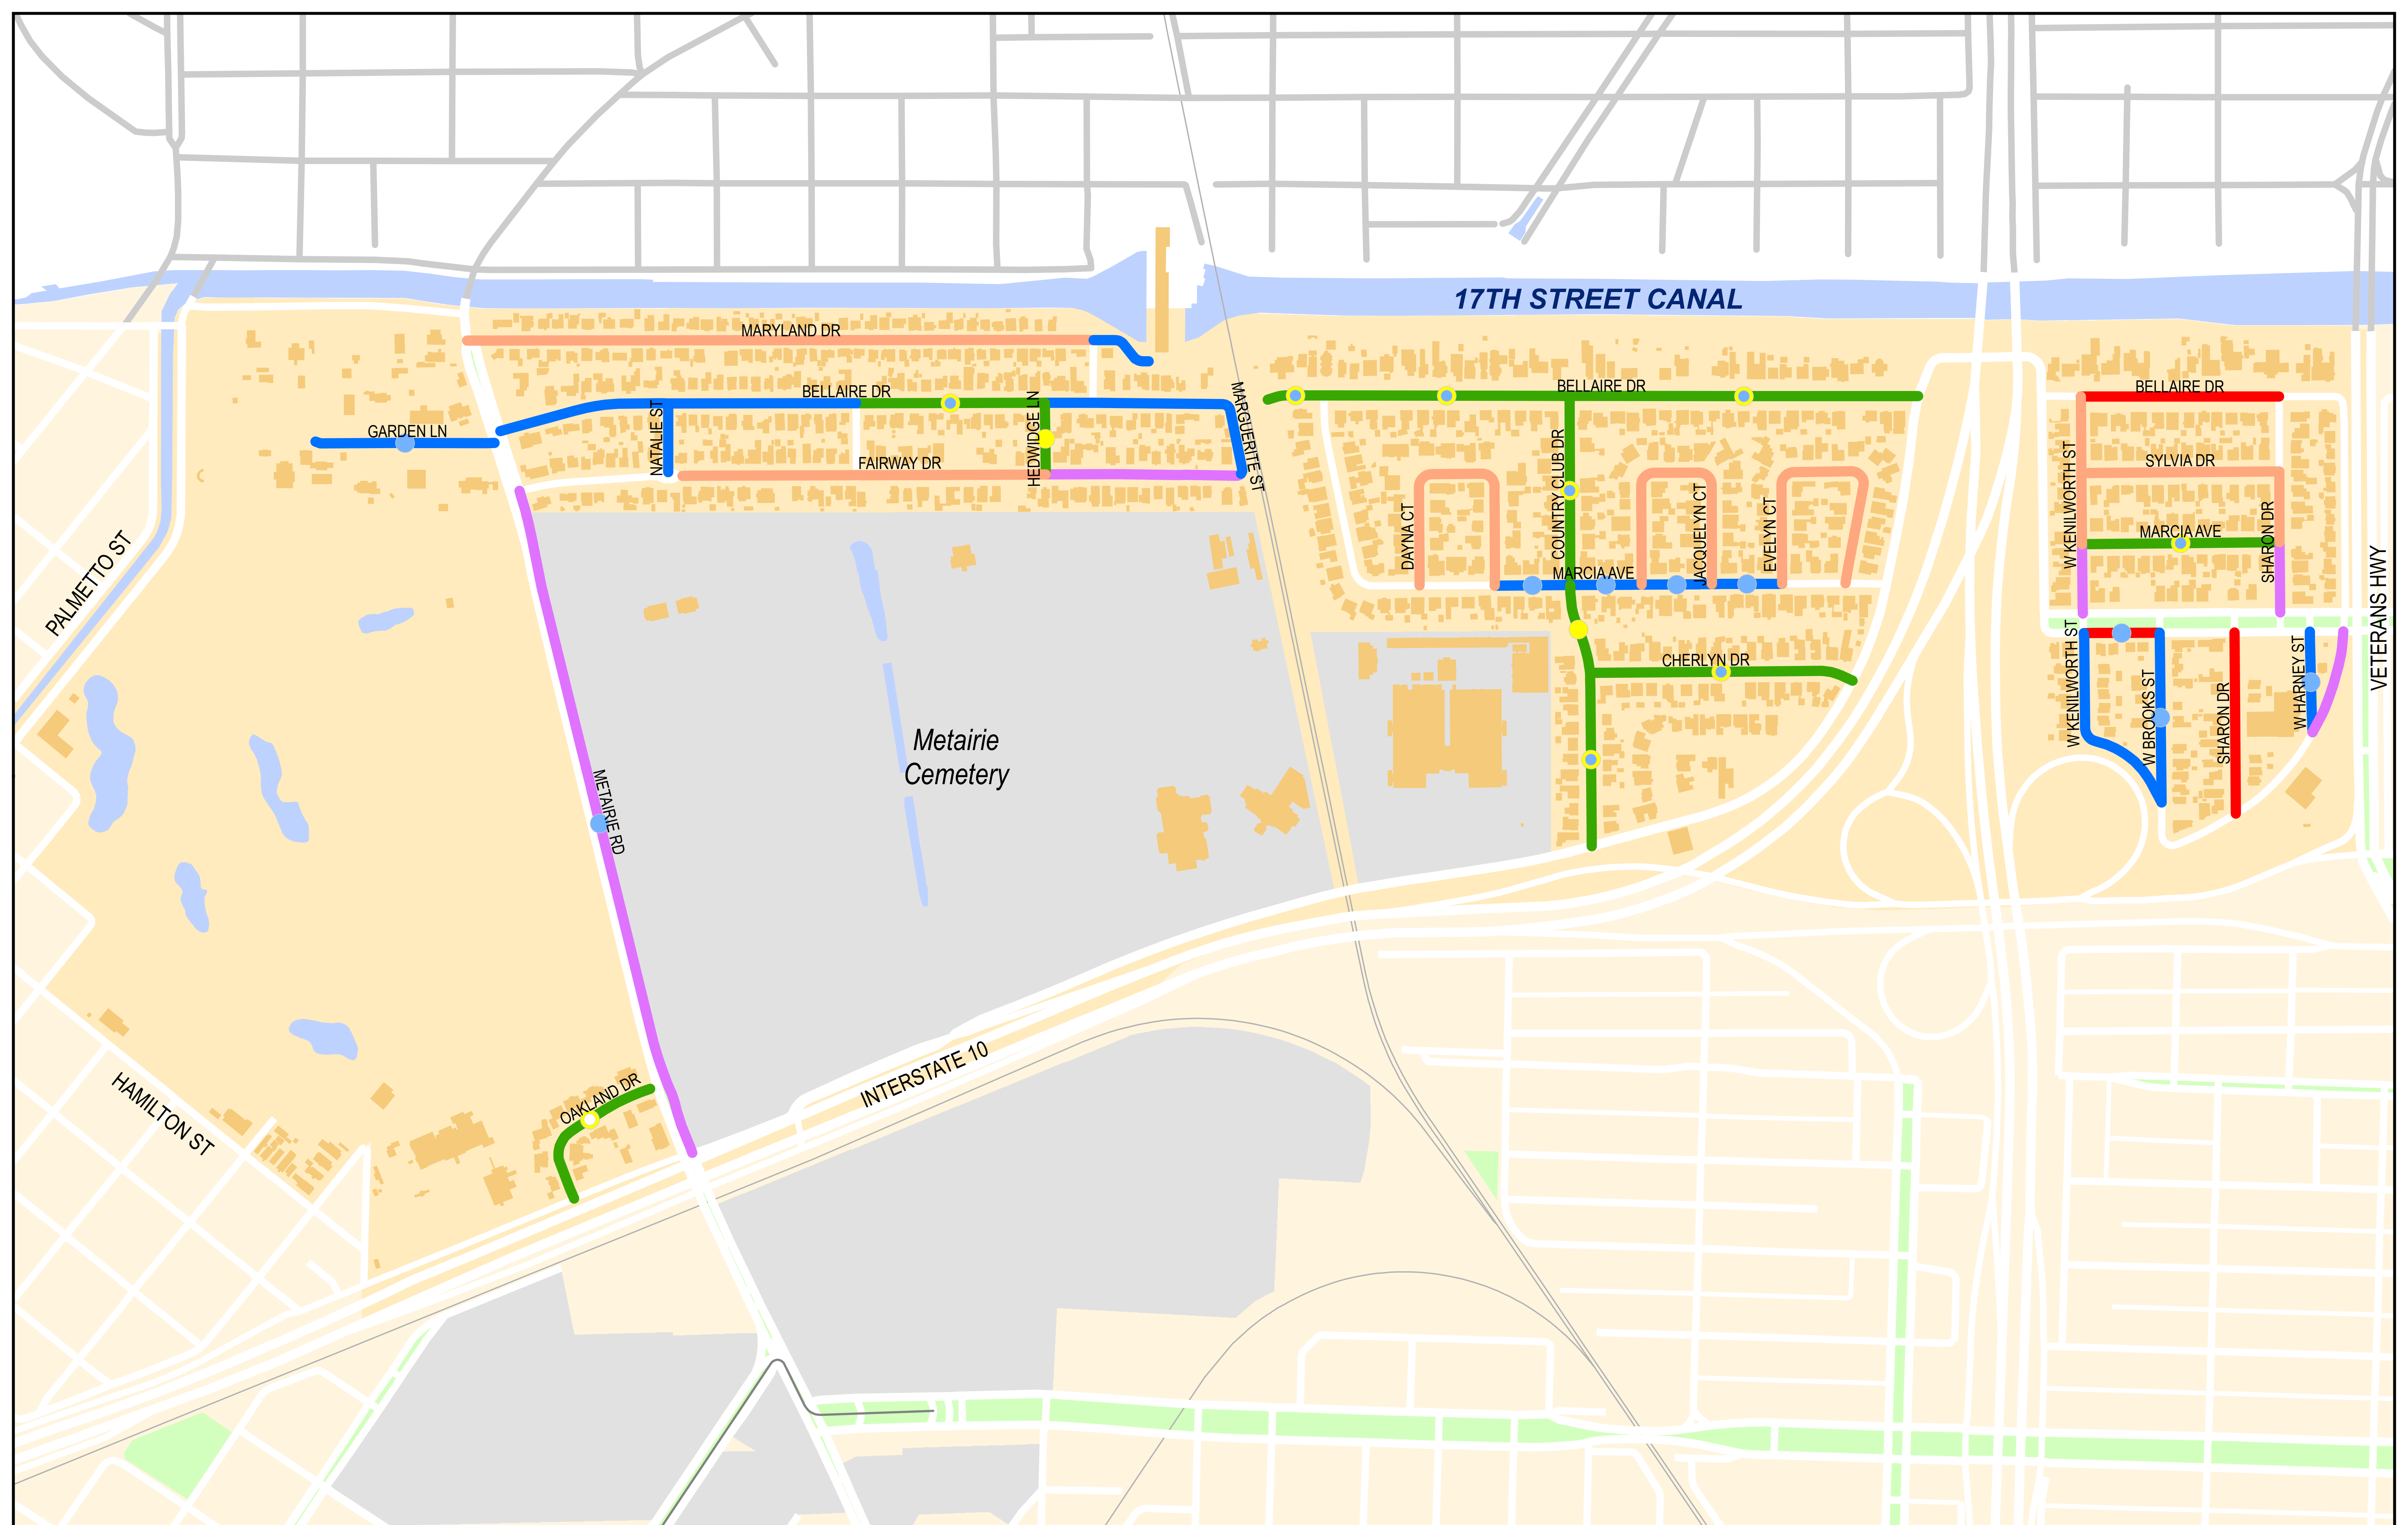 17TH STREET CANAL
MARYLAND DR
BELLAIRE DR
BELLAIRE DR
BELLAIRE DR
GARDEN LN
NATALIE ST
HEDWIDGE LN
MARGUERITE ST
FAIRWAY DR
DAYNA CT
COUNTRY CLUB DR
JACQUELYN CT
EVELYN CT
MARCIA AVE
W KENILWORTH ST
SYLVIA DR
MARCIA AVE
SHARON DR
VETERANS HWY
PALMETTO ST
CHERLYN DR
W KENILWORTH ST
W BROOKS ST
SHARON DR
W HARNEY ST
Metairie
Cemetery
METAIRIE RD
INTERSTATE 10
OAKLAND DR
HAMILTON ST